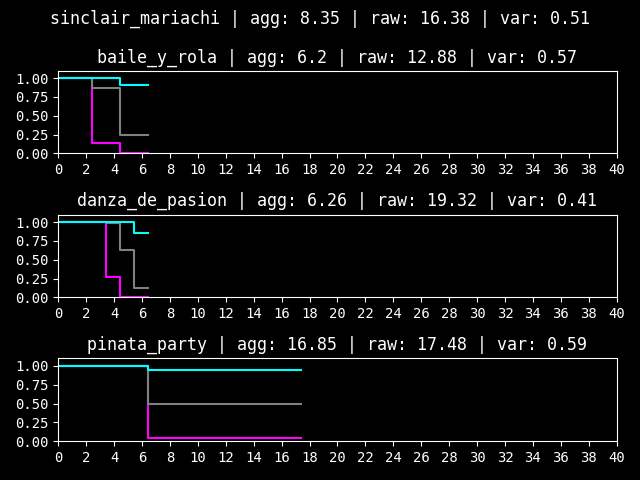 sinclair_mariachi | agg: 8.35 | raw: 16.38 | var: 0.51
baile_y_rola | agg: 6.2 | raw: 12.88 | var: 0.57
1.00
0.75
0.50
0.25
0.00
0 2 4 6 8 10 12 14 16 18 20 22 24 26 28 30 32 34 36 38 40
danza_de_pasion | agg: 6.26 | raw: 19.32 | var: 0.41
1.00
0.75
0.50
0.25
0.00
0 2 4 6 8 10 12 14 16 18 20 22 24 26 28 30 32 34 36 38 40
pinata_party | agg: 16.85 | raw: 17.48 | var: 0.59
1.00
0.75
0.50
0.25
0.00
0 2 4 6 8 10 12 14 16 18 20 22 24 26 28 30 32 34 36 38 40